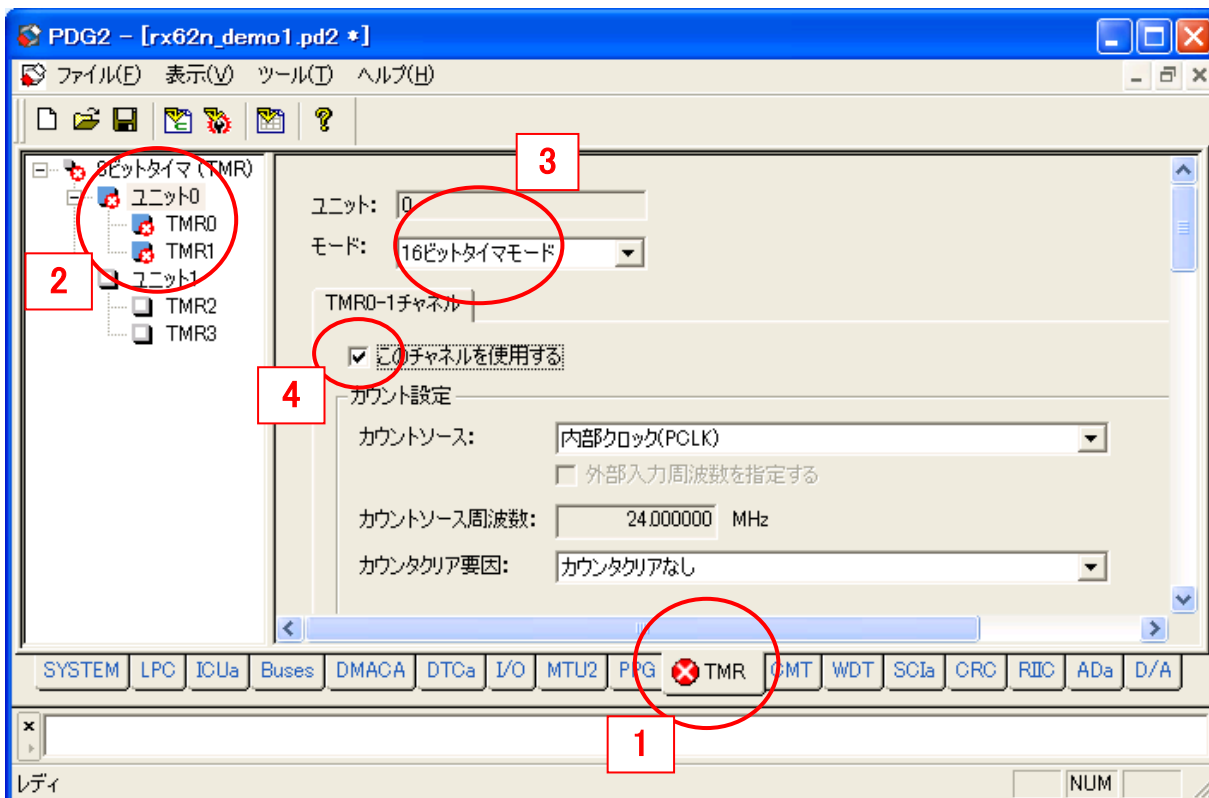 PDG2 - [rx62n_demo1.pd2 *]
ファイル(F) 表示(V) ツール(T) ヘルプ(H)
8ビットタイマ (TMR)
ユニット0
TMR0
TMR1
ユニット1
TMR2
TMR3
2
3
ユニット: 0
モード: 16ビットタイマモード
TMR0-1チャネル
このチャネルを使用する
4
カウント設定
カウントソース: 内部クロック(PCLK)
外部入力周波数を指定する
カウントソース周波数: 24.000000 MHz
カウンタクリア要因: カウンタクリアなし
SYSTEM LPC ICUa Buses DMACA DTCa I/O MTU2 PPG TMR CMT WDT SCIa CRC RIIC ADa D/A
1
レディ NUM